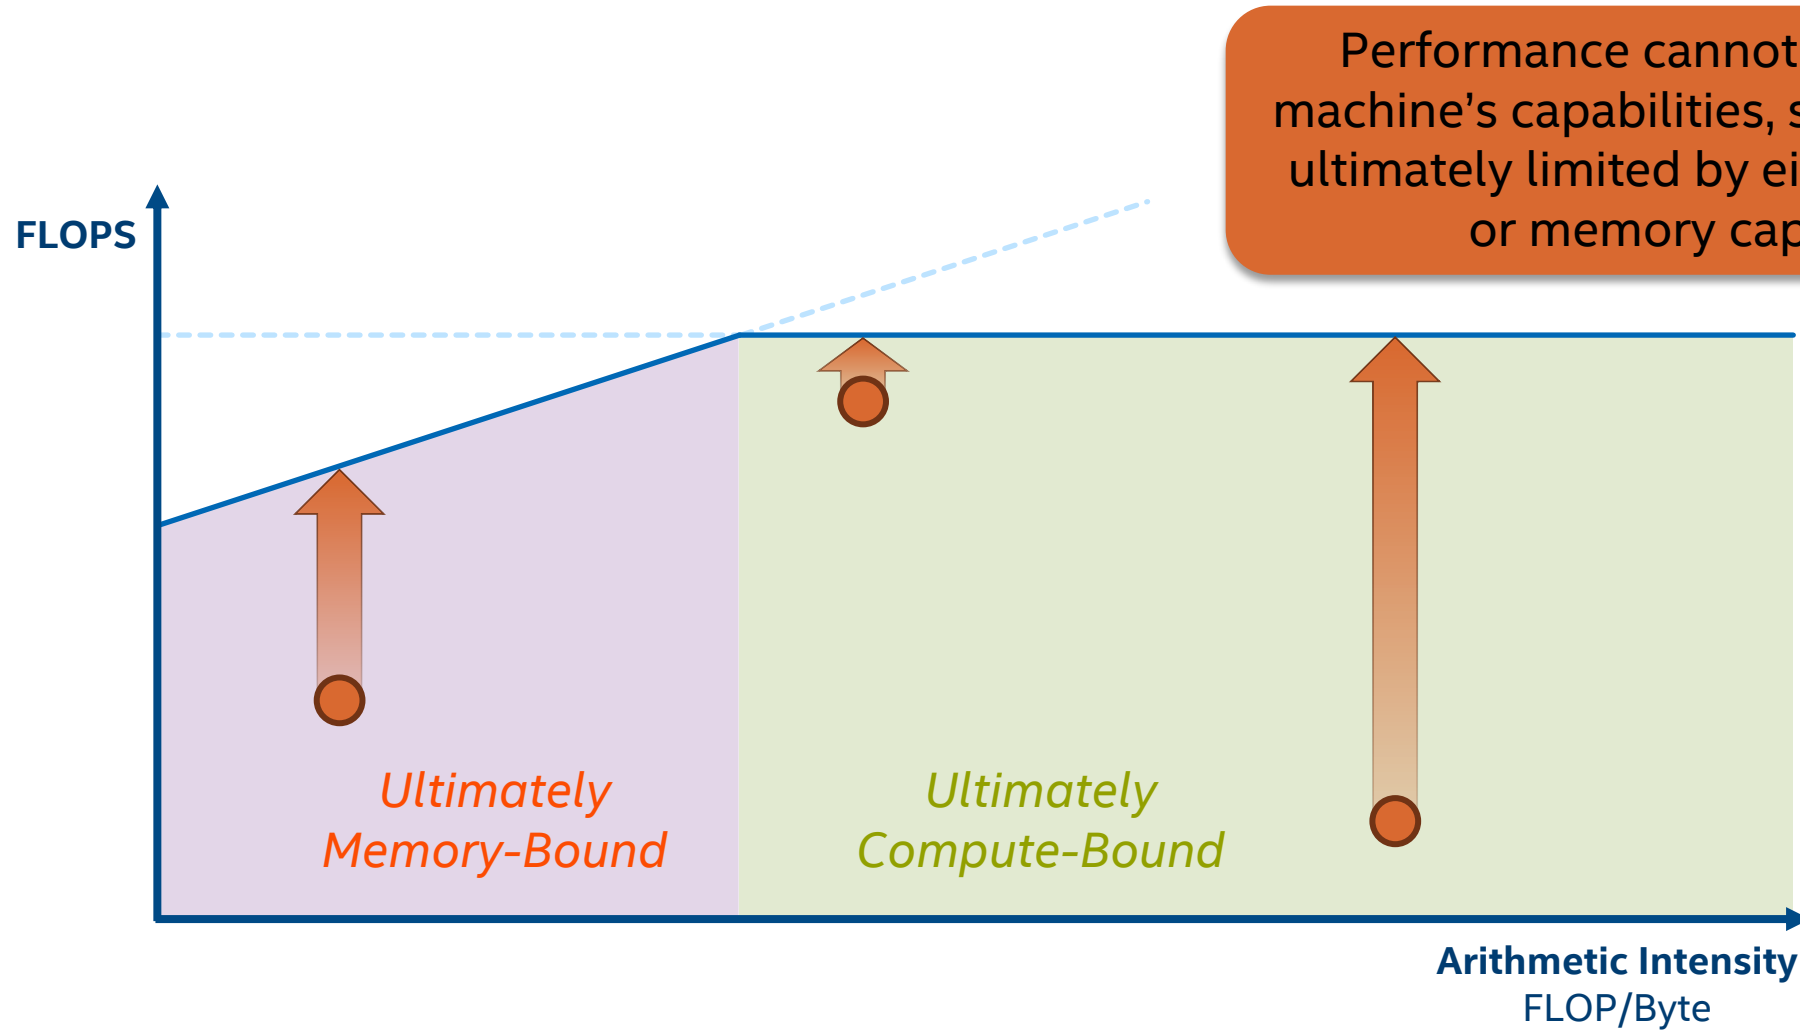 Performance cannot
machine's capabilities, s
ultimately limited by ei
or memory cap
FLOPS
Ultimately
Memory-Bound
Ultimately
Compute-Bound
Arithmetic Intensity
FLOP/Byte